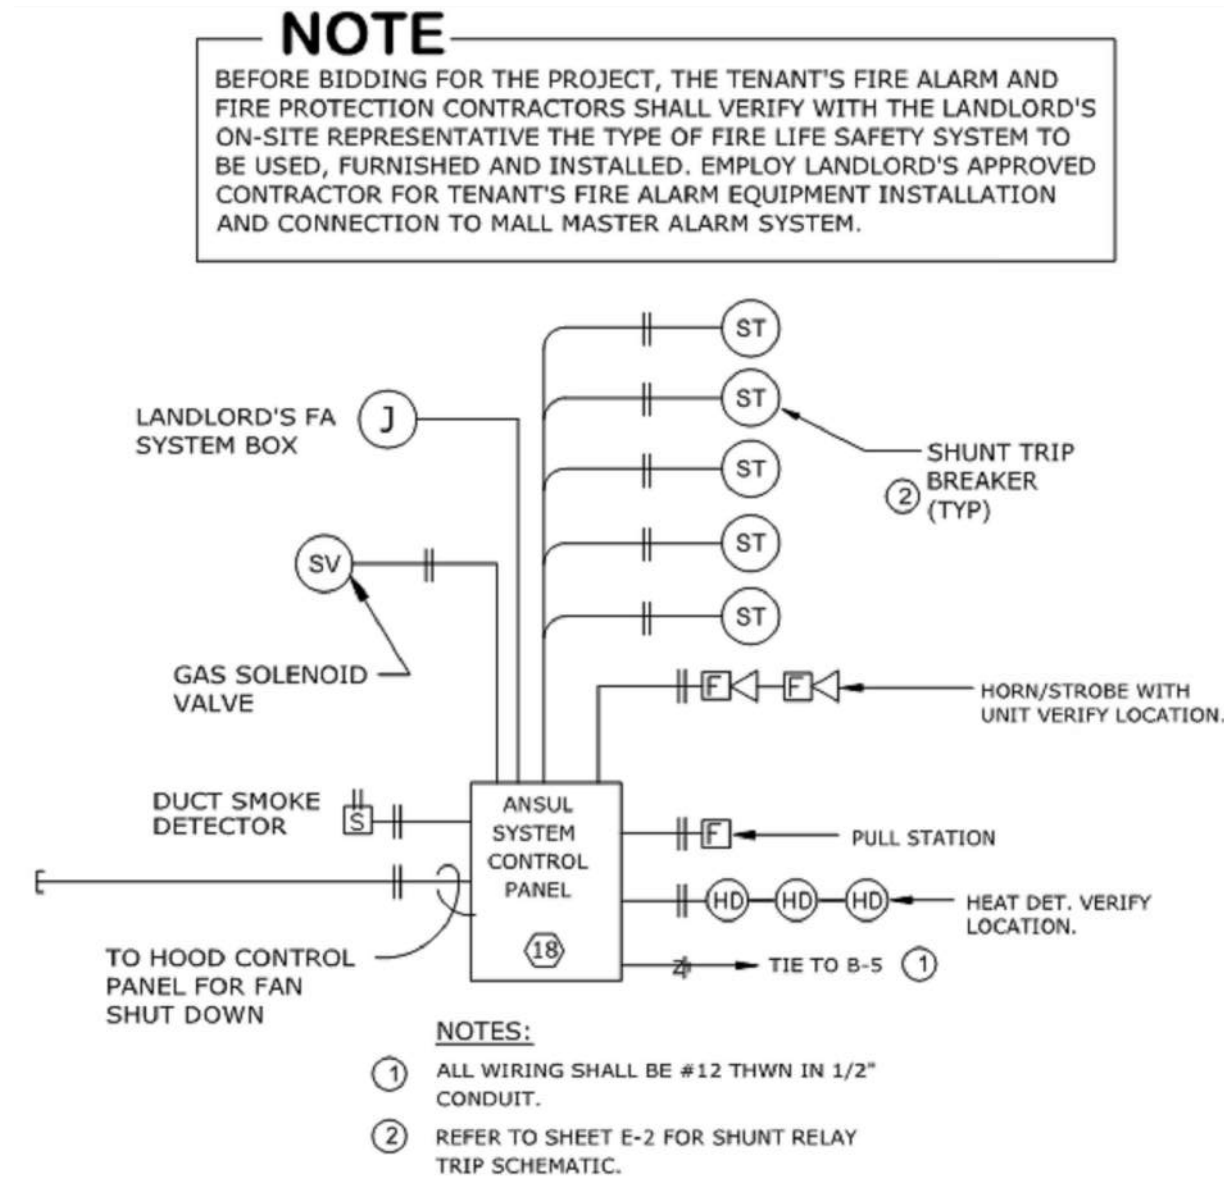 NOTE
BEFORE BIDDING FOR THE PROJECT, THE TENANT'S FIRE ALARM AND
FIRE PROTECTION CONTRACTORS SHALL VERIFY WITH THE LANDLORD'S
ON-SITE REPRESENTATIVE THE TYPE OF FIRE LIFE SAFETY SYSTEM TO
BE USED, FURNISHED AND INSTALLED. EMPLOY LANDLORD'S APPROVED
CONTRACTOR FOR TENANT'S FIRE ALARM EQUIPMENT INSTALLATION
AND CONNECTION TO MALL MASTER ALARM SYSTEM.
ST
ST
ST
ST
ST
SHUNT TRIP
BREAKER
(TYP)
2
LANDLORD'S FA
SYSTEM BOX
J
SV
GAS SOLENOID
VALVE
F
F
HORN/STROBE WITH
UNIT VERIFY LOCATION.
DUCT SMOKE
DETECTOR
S
ANSUL
SYSTEM
CONTROL
PANEL
18
F
PULL STATION
HD
HD
HD
HEAT DET. VERIFY
LOCATION.
TIE TO B-5
1
TO HOOD CONTROL
PANEL FOR FAN
SHUT DOWN
NOTES:
1 ALL WIRING SHALL BE #12 THWN IN 1/2"
CONDUIT.
2 REFER TO SHEET E-2 FOR SHUNT RELAY
TRIP SCHEMATIC.